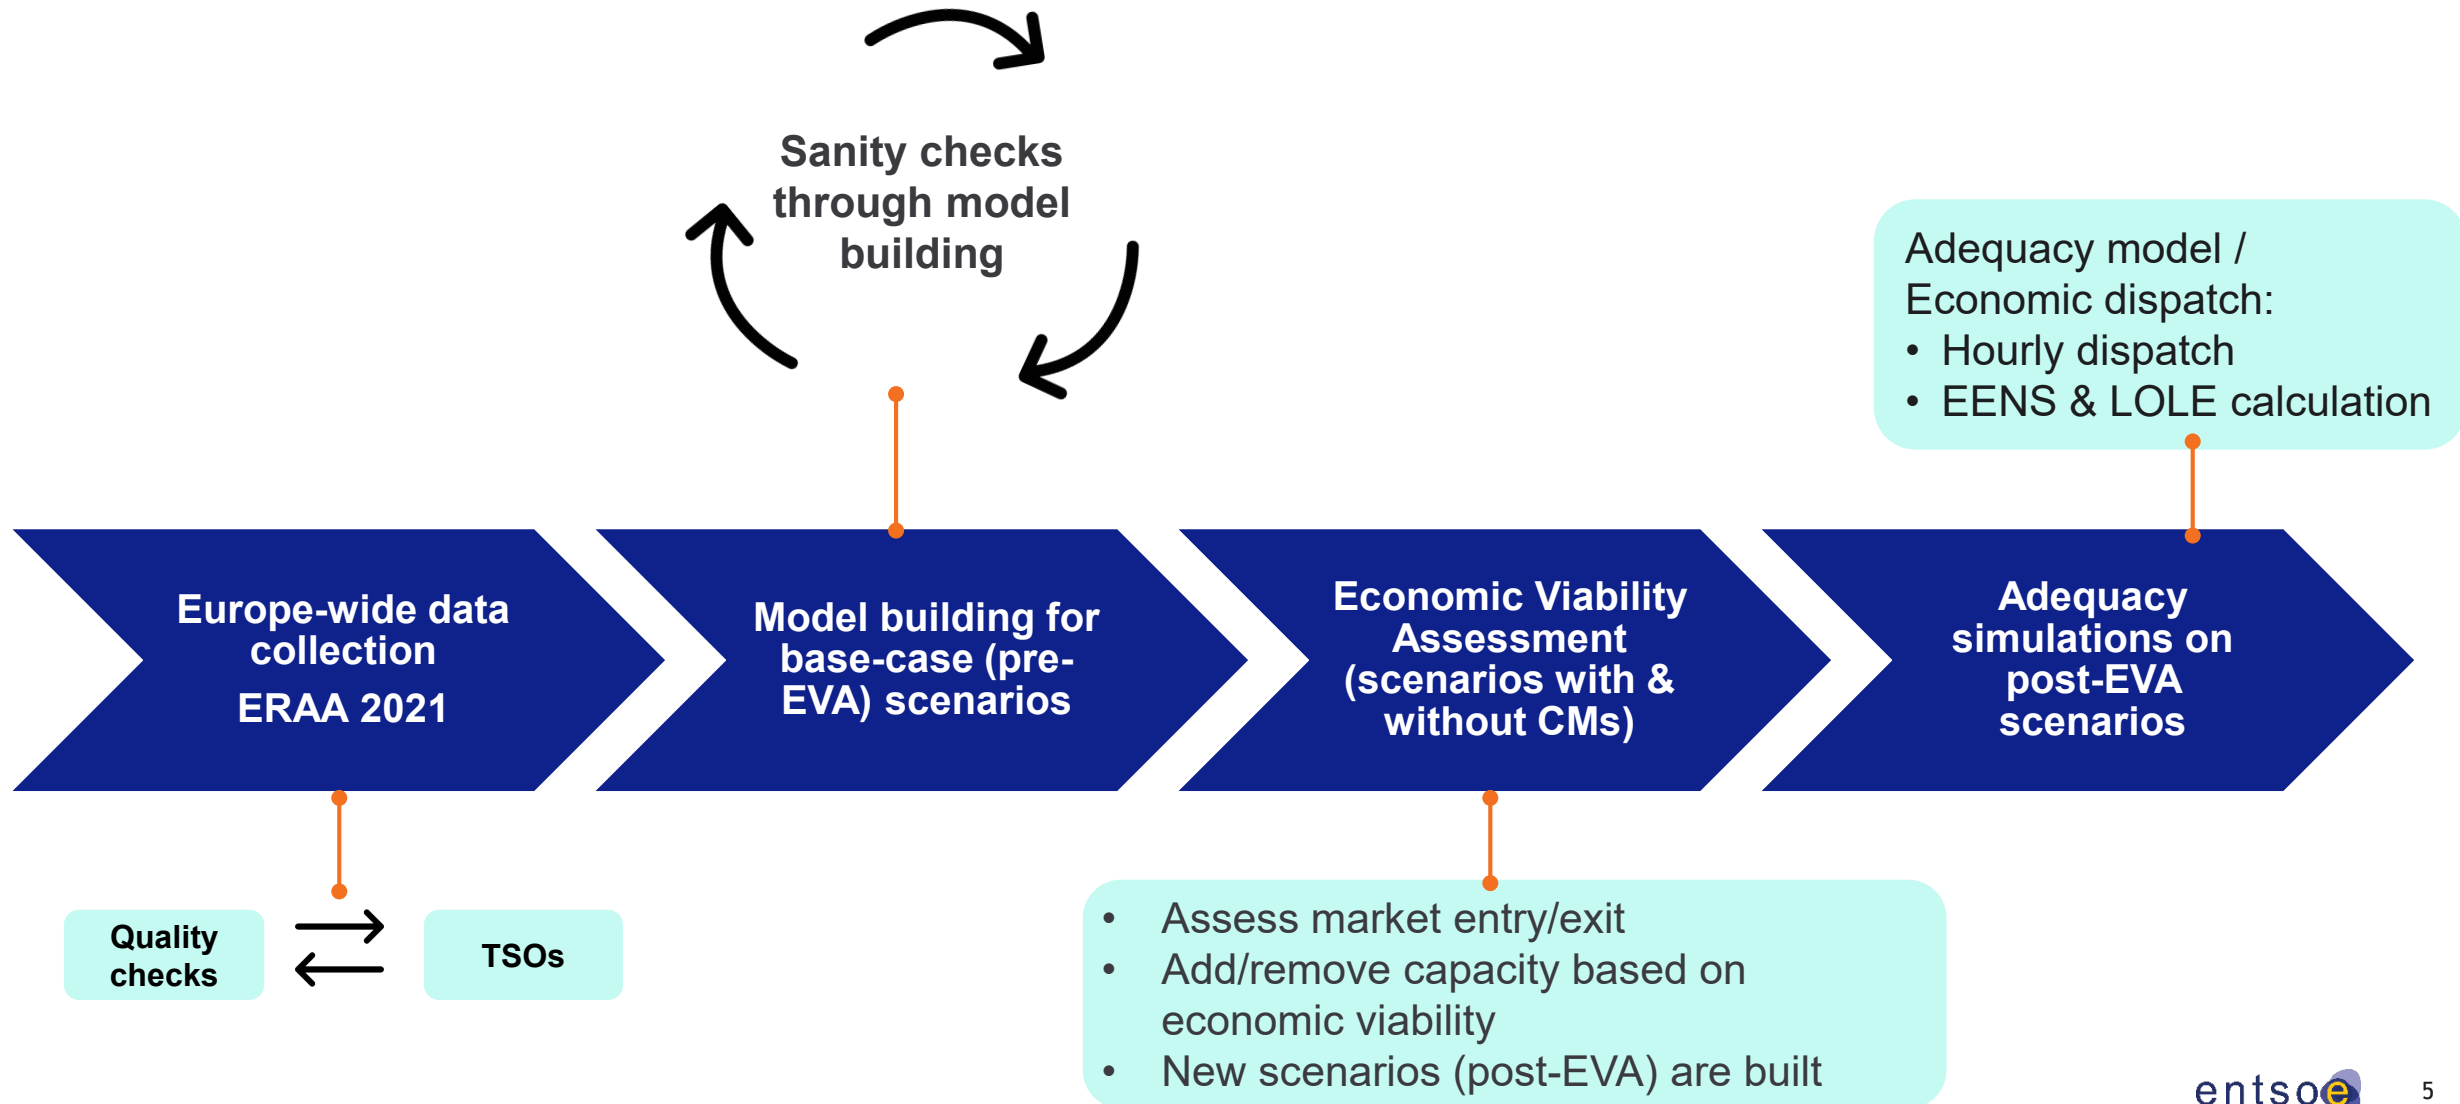 Sanity checks
through model
building
Adequacy model /
Economic dispatch:
• Hourly dispatch
• EENS & LOLE calculation
Europe-wide data
collection
ERAA 2021
Model building for
base-case (pre-
EVA) scenarios
Economic Viability
Assessment
(scenarios with &
without CMs)
Adequacy
simulations on
post-EVA
scenarios
Quality
checks
TSOs
• Assess market entry/exit
• Add/remove capacity based on
economic viability
• New scenarios (post-EVA) are built
entsoe
5